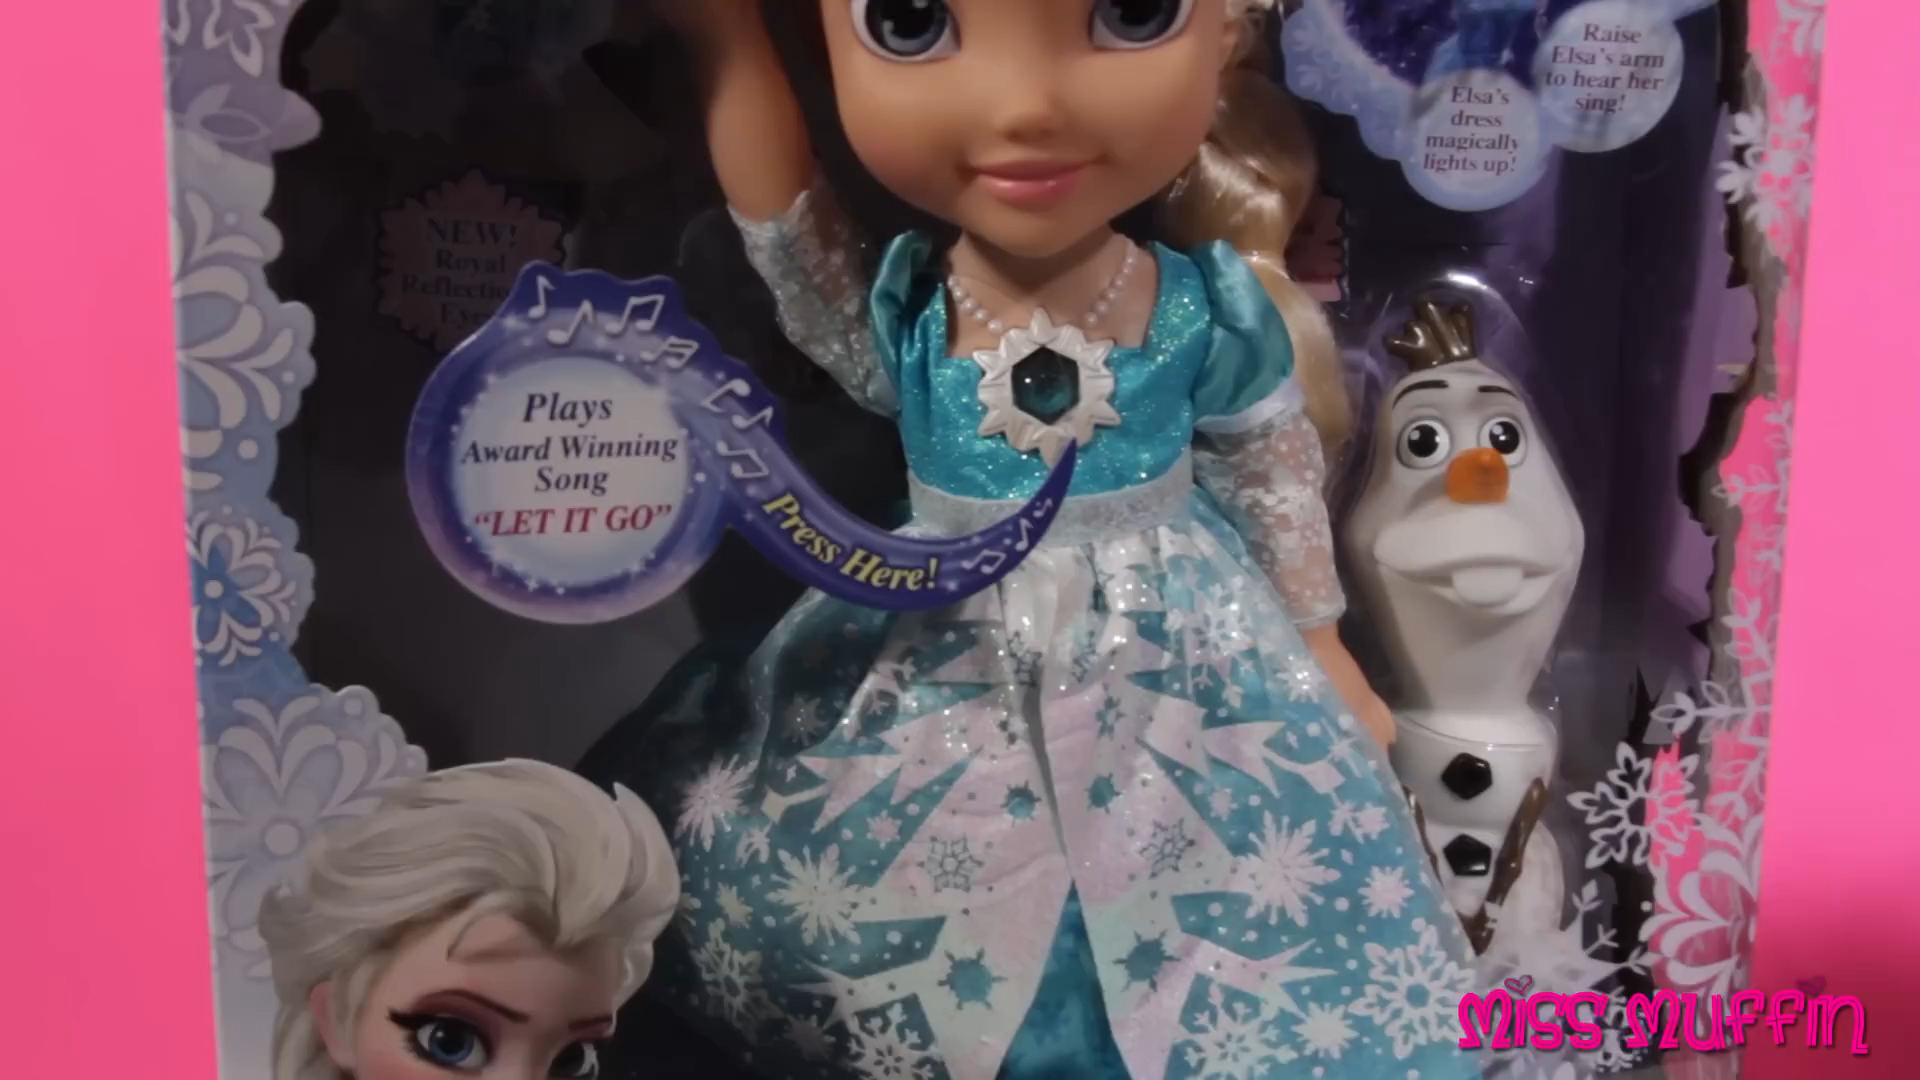 Raise
Elsa's arm
to hear her
sing!
Elsa's
dress
magically
lights up!
NEW!
Royal
Plays
Award Winning
Song
"LET IT GO"
Press Here!
Miss Muffin